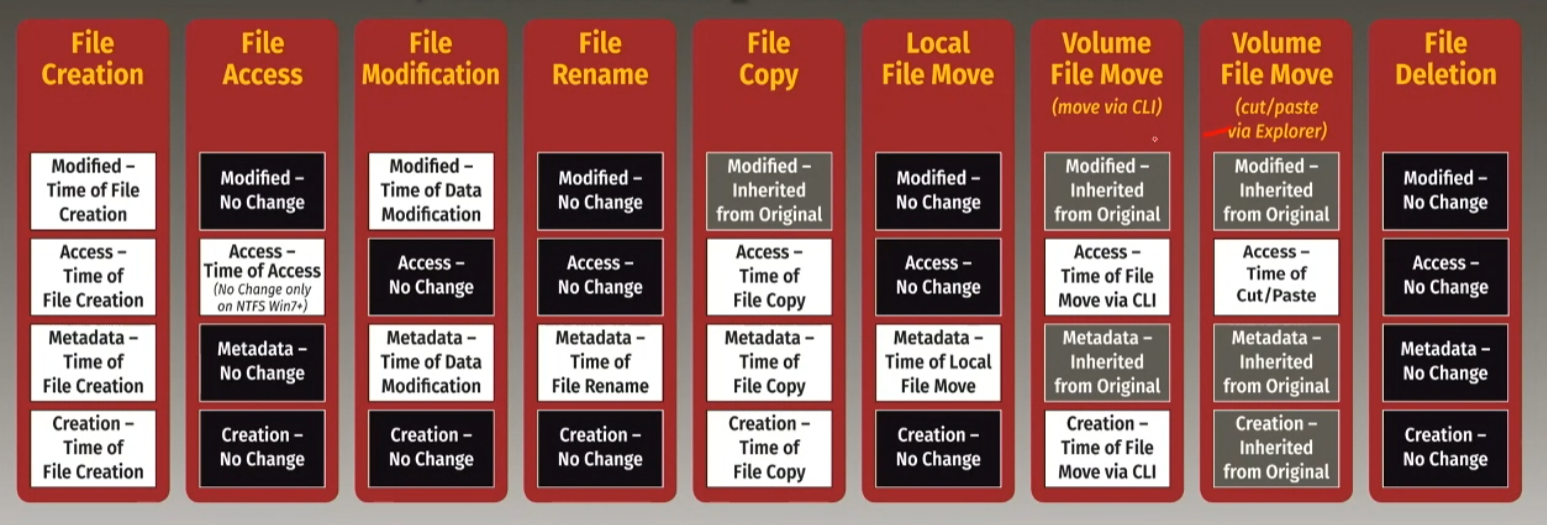 File
Creation
Modified –
Time of File
Creation
Access –
Time of
File Creation
Metadata –
Time of
File Creation
Creation –
Time of
File Creation
File
Access
Modified –
No Change
Access –
Time of Access
(No Change only
on NTFS Win7+)
Metadata –
No Change
Creation –
No Change
File
Modification
Modified –
Time of Data
Modification
Access –
No Change
Metadata –
Time of Data
Modification
Creation –
No Change
File
Rename
Modified –
No Change
Access –
No Change
Metadata –
Time of
File Rename
Creation –
No Change
File
Copy
Modified –
Inherited
from Original
Access –
Time of
File Copy
Metadata –
Time of
File Copy
Creation –
Time of
File Copy
Local
File Move
Modified –
No Change
Access –
No Change
Metadata –
Time of Local
File Move
Creation –
No Change
Volume
File Move
(move via CLI)
Modified –
Inherited
from Original
Access –
Time of File
Move via CLI
Metadata –
Inherited
from Original
Creation –
Time of File
Move via CLI
Volume
File Move
(cut/paste
via Explorer)
Modified –
Inherited
from Original
Access –
Time of
Cut/Paste
Metadata –
Inherited
from Original
Creation –
Inherited
from Original
File
Deletion
Modified –
No Change
Access –
No Change
Metadata –
No Change
Creation –
No Change